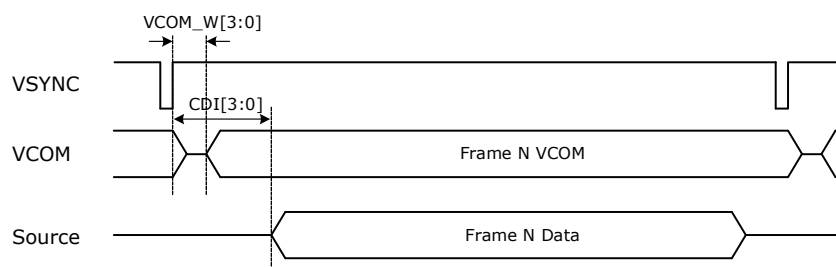 VCOM_W[3:0]
VSYNC
CDI[3:0]
VCOM
Frame N VCOM
Source
Frame N Data